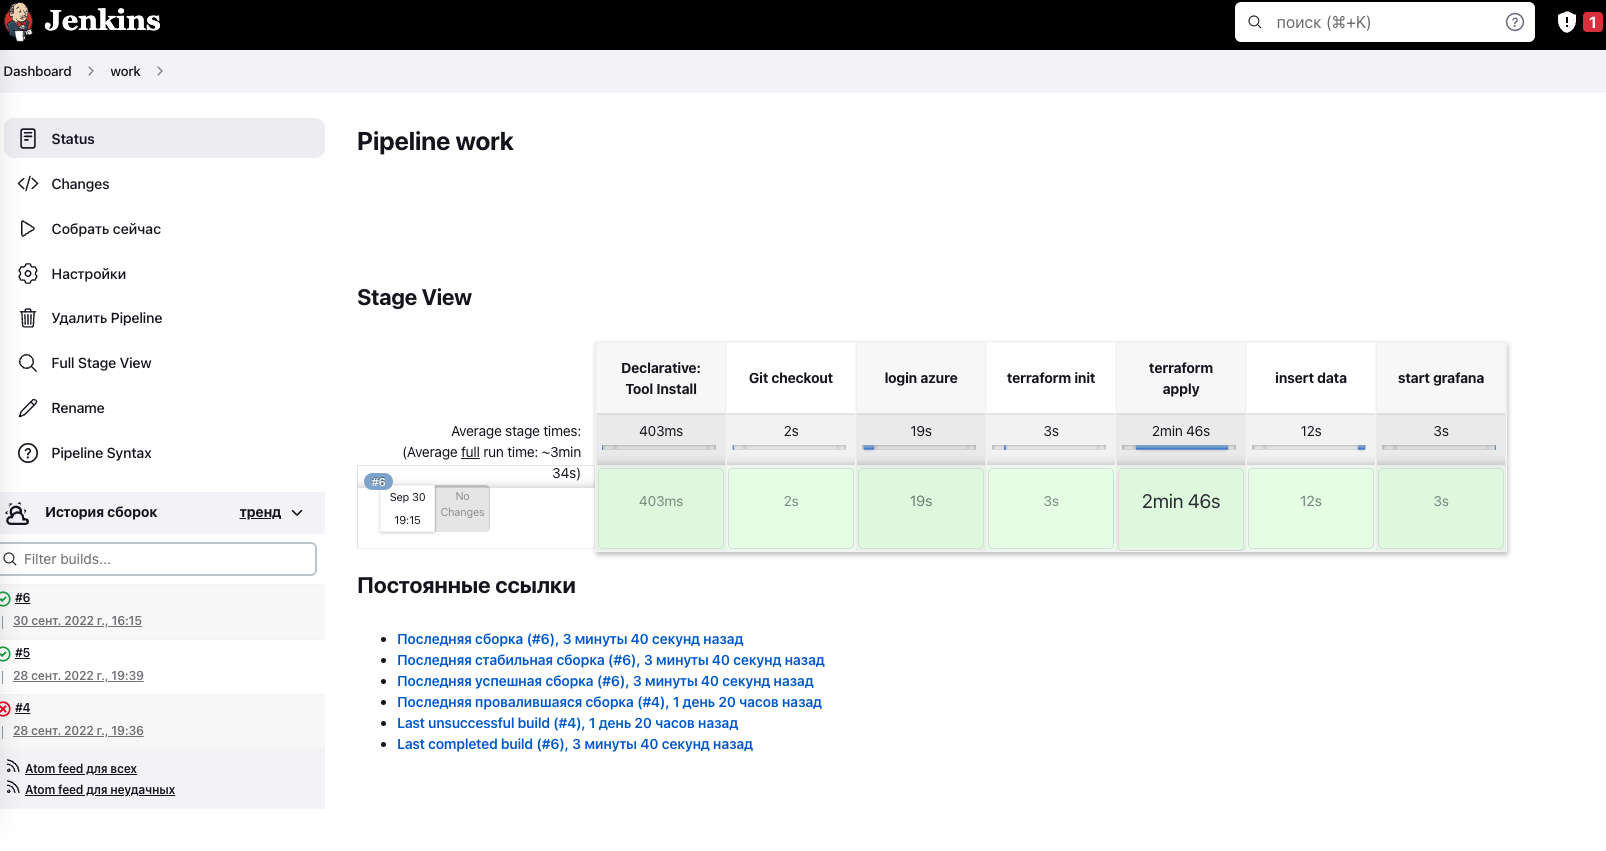 Jenkins
поиск (⌘+K)
1
Dashboard
work
Status
Changes
Собрать сейчас
Настройки
Удалить Pipeline
Full Stage View
Rename
Pipeline Syntax
История сборок
тренд
Filter builds...
#6
30 сент. 2022 г., 16:15
#5
28 сент. 2022 г., 19:39
#4
28 сент. 2022 г., 19:36
Atom feed для всех
Atom feed для неудачных
Pipeline work
Stage View
Declarative: Git checkout login azure terraform init terraform insert data start grafana
Tool Install apply
Average stage times: 403ms 2s 19s 3s 2min 46s 12s 3s
(Average full run time: ~3min
34s)
#6
Sep 30 No
Changes
19:15
403ms 2s 19s 3s 2min 46s 12s 3s
Постоянные ссылки
Последняя сборка (#6), 3 минуты 40 секунд назад
Последняя стабильная сборка (#6), 3 минуты 40 секунд назад
Последняя успешная сборка (#6), 3 минуты 40 секунд назад
Последняя провалившаяся сборка (#4), 1 день 20 часов назад
Last unsuccessful build (#4), 1 день 20 часов назад
Last completed build (#6), 3 минуты 40 секунд назад